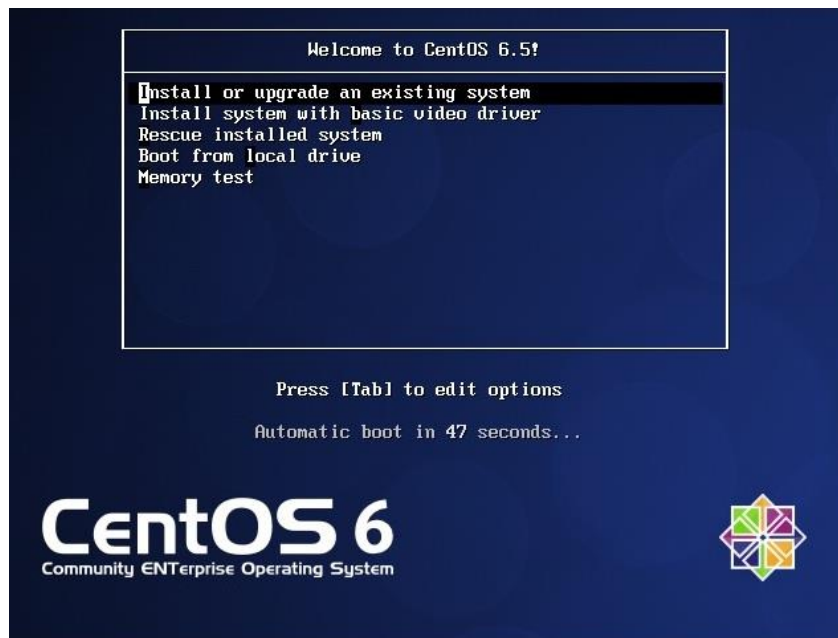 Welcome to CentOS 6.5!
Install or upgrade an existing system
Install system with basic video driver
Rescue installed system
Boot from local drive
Memory test
Press [Tab] to edit options
Automatic boot in 47 seconds...
CentOS 6
Community ENTerprise Operating System